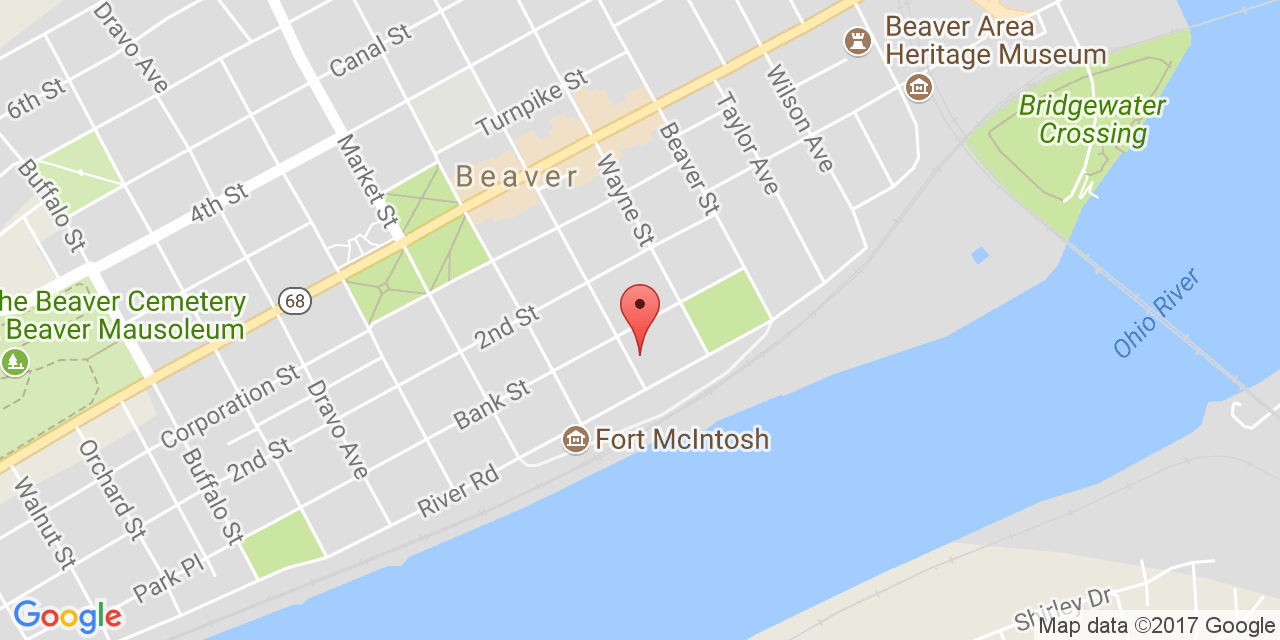 Dravo Ave
Canal St
Beaver Area
Heritage Museum
6th St
Turnpike St
Wilson Ave
Taylor Ave
Bridgewater
Crossing
Buffalo St
Market St
Beaver
Beaver St
4th St
Wayne St
he Beaver Cemetery
68
Beaver Mausoleum
2nd St
Ohio River
Corporation St
Dravo Ave
Bank St
Fort McIntosh
2nd St
Orchard St
Buffalo St
River Rd
Walnut St
Park Pl
Shirley Dr
Google
Map data ©2017 Google